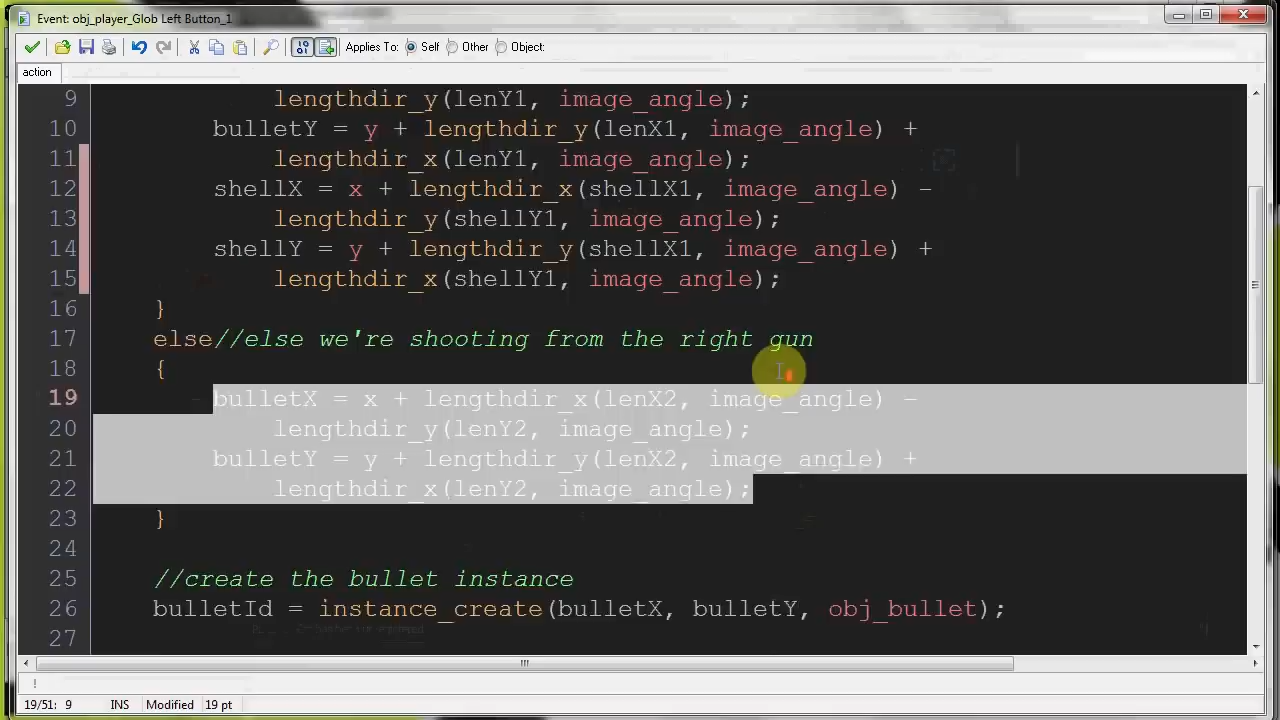 Event: obj_player_Glob Left Button_1
Applies To: Self Other Object:
action
9 lengthdir_y(lenY1, image_angle);
10 bulletY = y + lengthdir_y(lenX1, image_angle) +
11 lengthdir_x(lenY1, image_angle);
12 shellX = x + lengthdir_x(shellX1, image_angle) -
13 lengthdir_y(shellY1, image_angle);
14 shellY = y + lengthdir_y(shellX1, image_angle) +
15 lengthdir_x(shellY1, image_angle);
16 }
17 else//else we're shooting from the right gun
18 {
19 bulletX = x + lengthdir_x(lenX2, image_angle) -
20 lengthdir_y(lenY2, image_angle);
21 bulletY = y + lengthdir_y(lenX2, image_angle) +
22 lengthdir_x(lenY2, image_angle);
23 }
24
25 //create the bullet instance
26 bulletId = instance_create(bulletX, bulletY, obj_bullet);
27
!
19/51: 9 INS Modified 19 pt